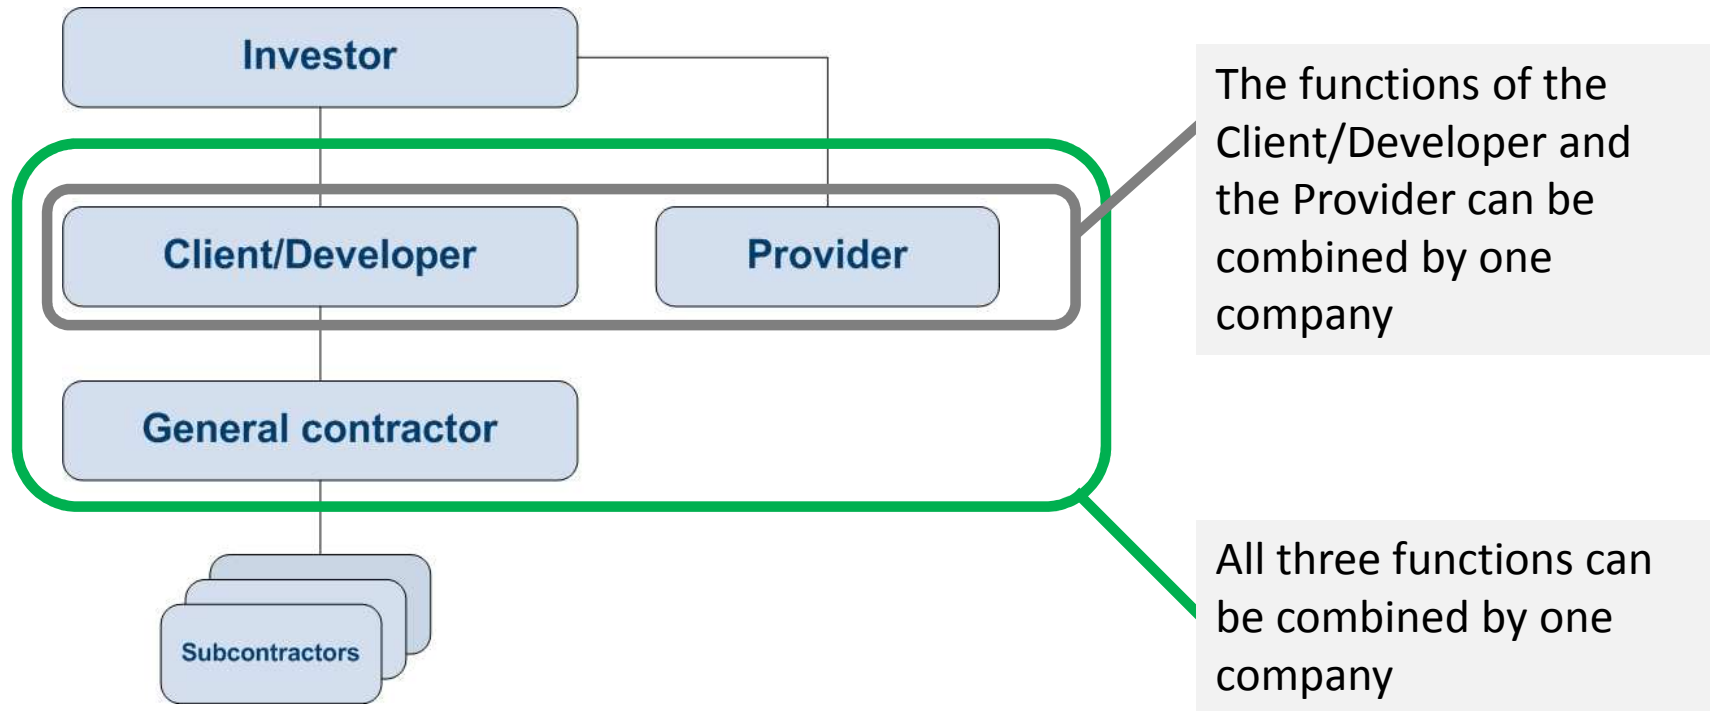 Investor
The functions of the
Client/Developer and
the Provider can be
combined by one
company
Client/Developer
Provider
General contractor
All three functions can
be combined by one
company
Subcontractors